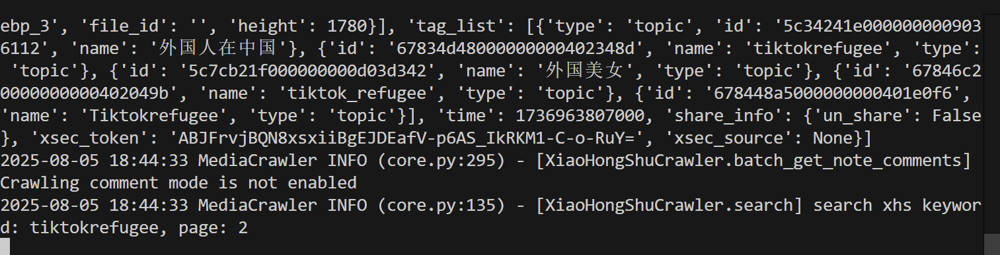 ebp_3', 'file_id': '', 'height': 1780}], 'tag_list': [{'type': 'topic', 'id': '5c34241e000000000903
6112', 'name': '外国人在中国'}, {'id': '67834d48000000000402348d', 'name': 'tiktokrefugee', 'type':
 'topic'}, {'id': '5c7cb21f000000000d03d342', 'name': '外国美女', 'type': 'topic'}, {'id': '67846c2
0000000000402049b', 'name': 'tiktok_refugee', 'type': 'topic'}, {'id': '678448a5000000000401e0f6',
'name': 'Tiktokrefugee', 'type': 'topic'}], 'time': 1736963807000, 'share_info': {'un_share': False
}, 'xsec_token': 'ABJFrvjBQN8xsxiiBgEJDEafV-p6AS_IkRKM1-C-o-RuY=', 'xsec_source': None}]
2025-08-05 18:44:33 MediaCrawler INFO (core.py:295) - [XiaoHongShuCrawler.batch_get_note_comments]
Crawling comment mode is not enabled
2025-08-05 18:44:33 MediaCrawler INFO (core.py:135) - [XiaoHongShuCrawler.search] search xhs keywor
d: tiktokrefugee, page: 2